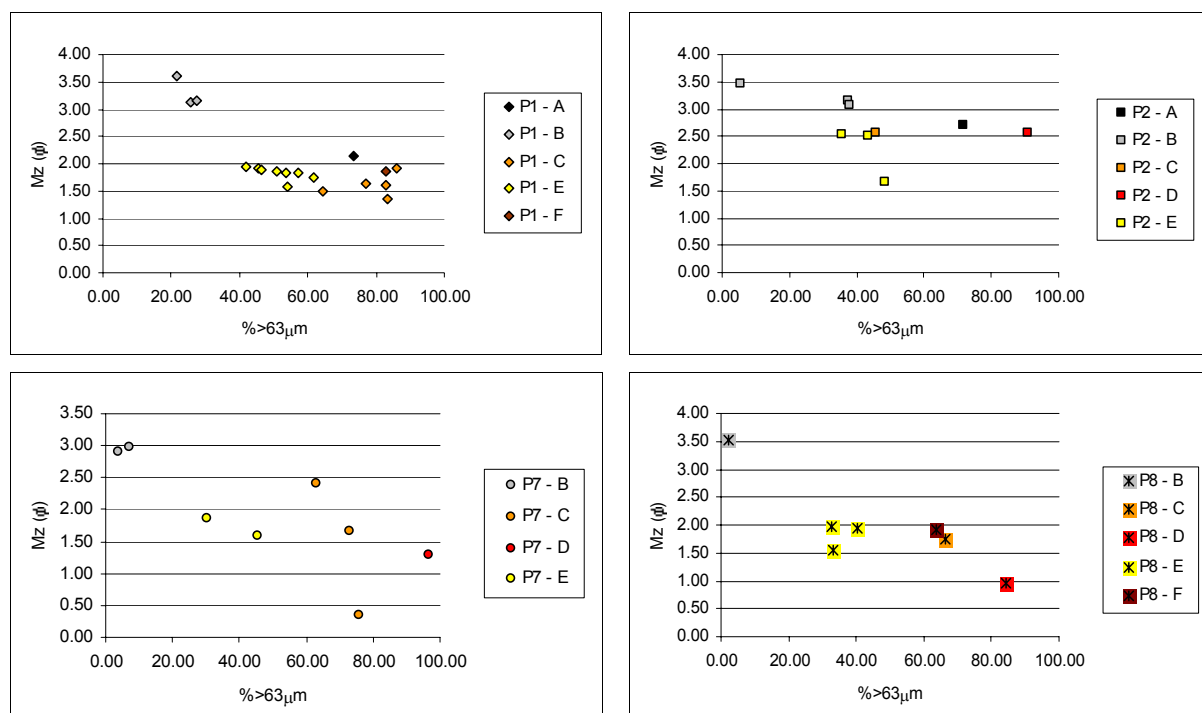 4.00
3.50
3.00
2.50
2.00
1.50
1.00
0.50
0.00
Mz (ϕ)
0.00 20.00 40.00 60.00 80.00 100.00
%>63µm
P1 - A
P1 - B
P1 - C
P1 - E
P1 - F
4.00
3.50
3.00
2.50
2.00
1.50
1.00
0.50
0.00
Mz (ϕ)
0.00 20.00 40.00 60.00 80.00 100.00
%>63µm
P2 - A
P2 - B
P2 - C
P2 - D
P2 - E
3.50
3.00
2.50
2.00
1.50
1.00
0.50
0.00
Mz (ϕ)
0.00 20.00 40.00 60.00 80.00 100.00
%>63µm
P7 - B
P7 - C
P7 - D
P7 - E
4.00
3.50
3.00
2.50
2.00
1.50
1.00
0.50
0.00
Mz (ϕ)
0.00 20.00 40.00 60.00 80.00 100.00
%>63µm
P8 - B
P8 - C
P8 - D
P8 - E
P8 - F